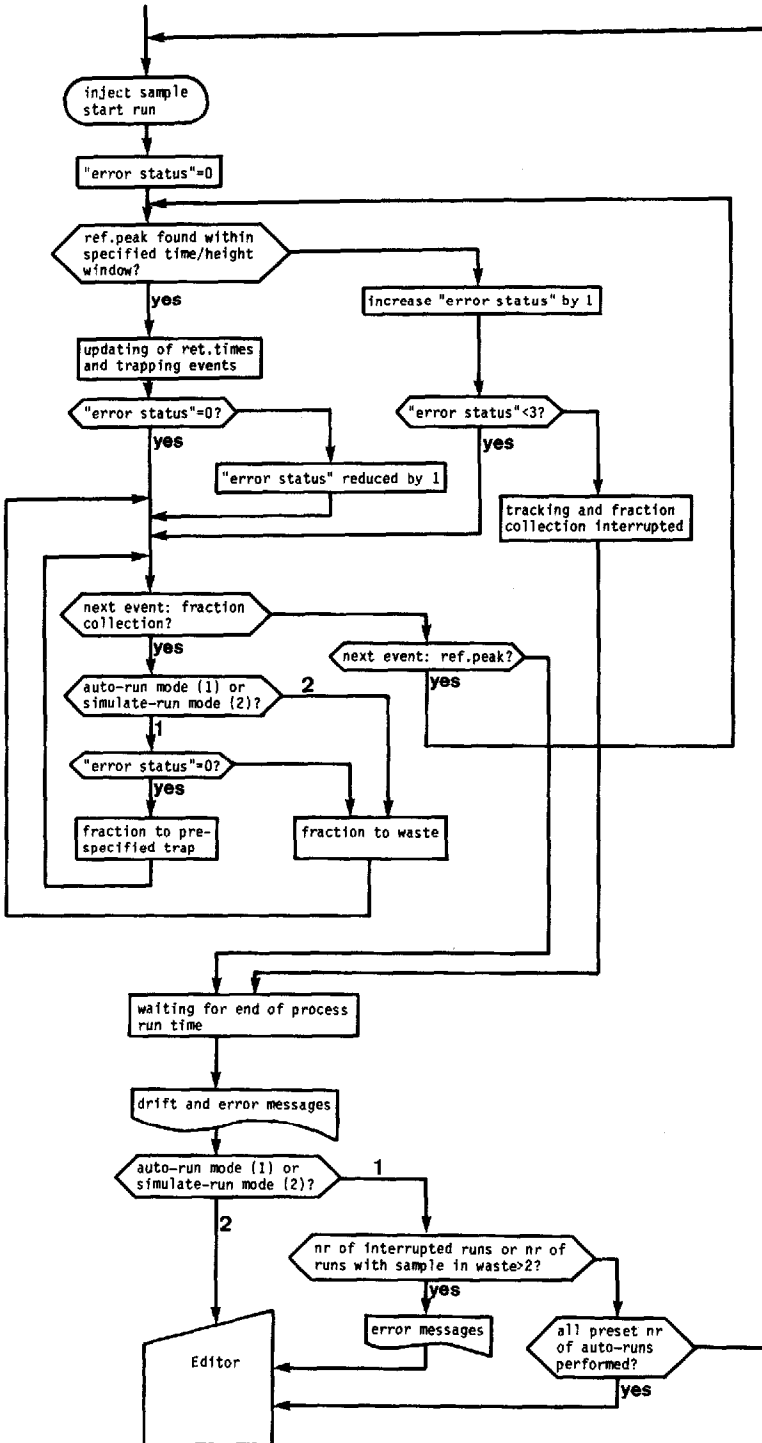 inject sample
start run
"error status"=0
ref.peak found within
specified time/height
window?
yes
increase "error status" by 1
updating of ret.times
and trapping events
"error status"=0?
yes
"error status"<3?
yes
"error status" reduced by 1
tracking and fraction
collection interrupted
next event: fraction
collection?
yes
next event: ref.peak?
yes
auto-run mode (1) or
simulate-run mode (2)?
2
1
"error status"=0?
yes
fraction to pre-
specified trap
fraction to waste
waiting for end of process
run time
drift and error messages
auto-run mode (1) or
simulate-run mode (2)?
1
2
nr of interrupted runs or nr of
runs with sample in waste>2?
yes
error messages
all preset nr
of auto-runs
performed?
yes
Editor